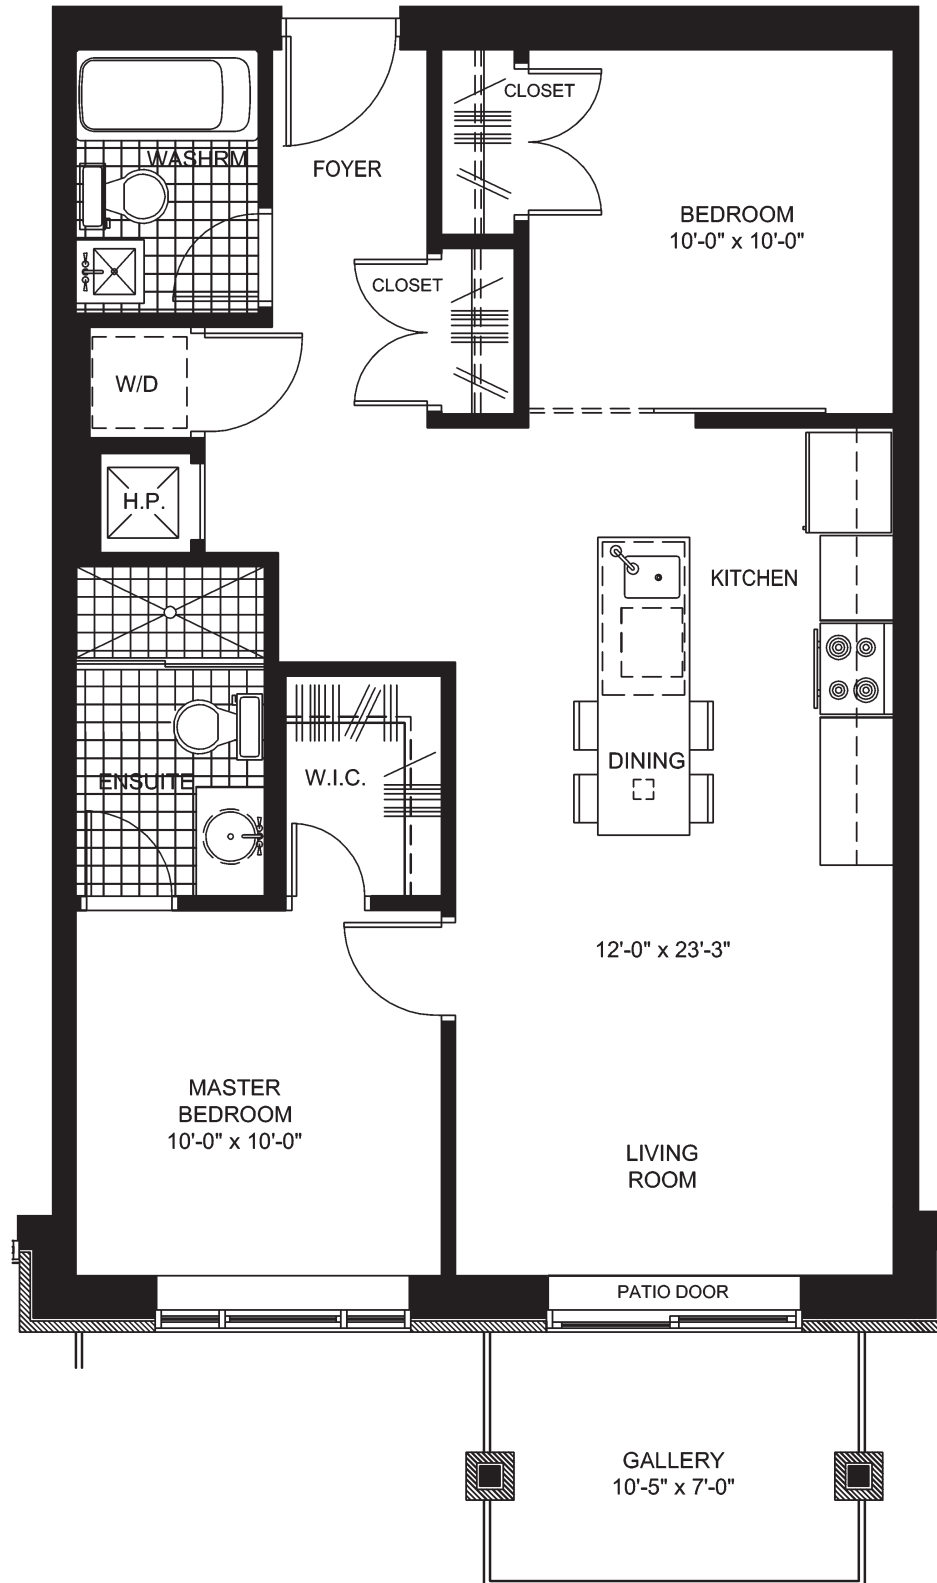 CLOSET
WASHRM
FOYER
BEDROOM
10'-0" x 10'-0"
CLOSET
W/D
H.P.
KITCHEN
DINING
W.I.C.
ENSUITE
12'-0" x 23'-3"
MASTER
BEDROOM
10'-0" x 10'-0"
LIVING
ROOM
PATIO DOOR
GALLERY
10'-5" x 7'-0"